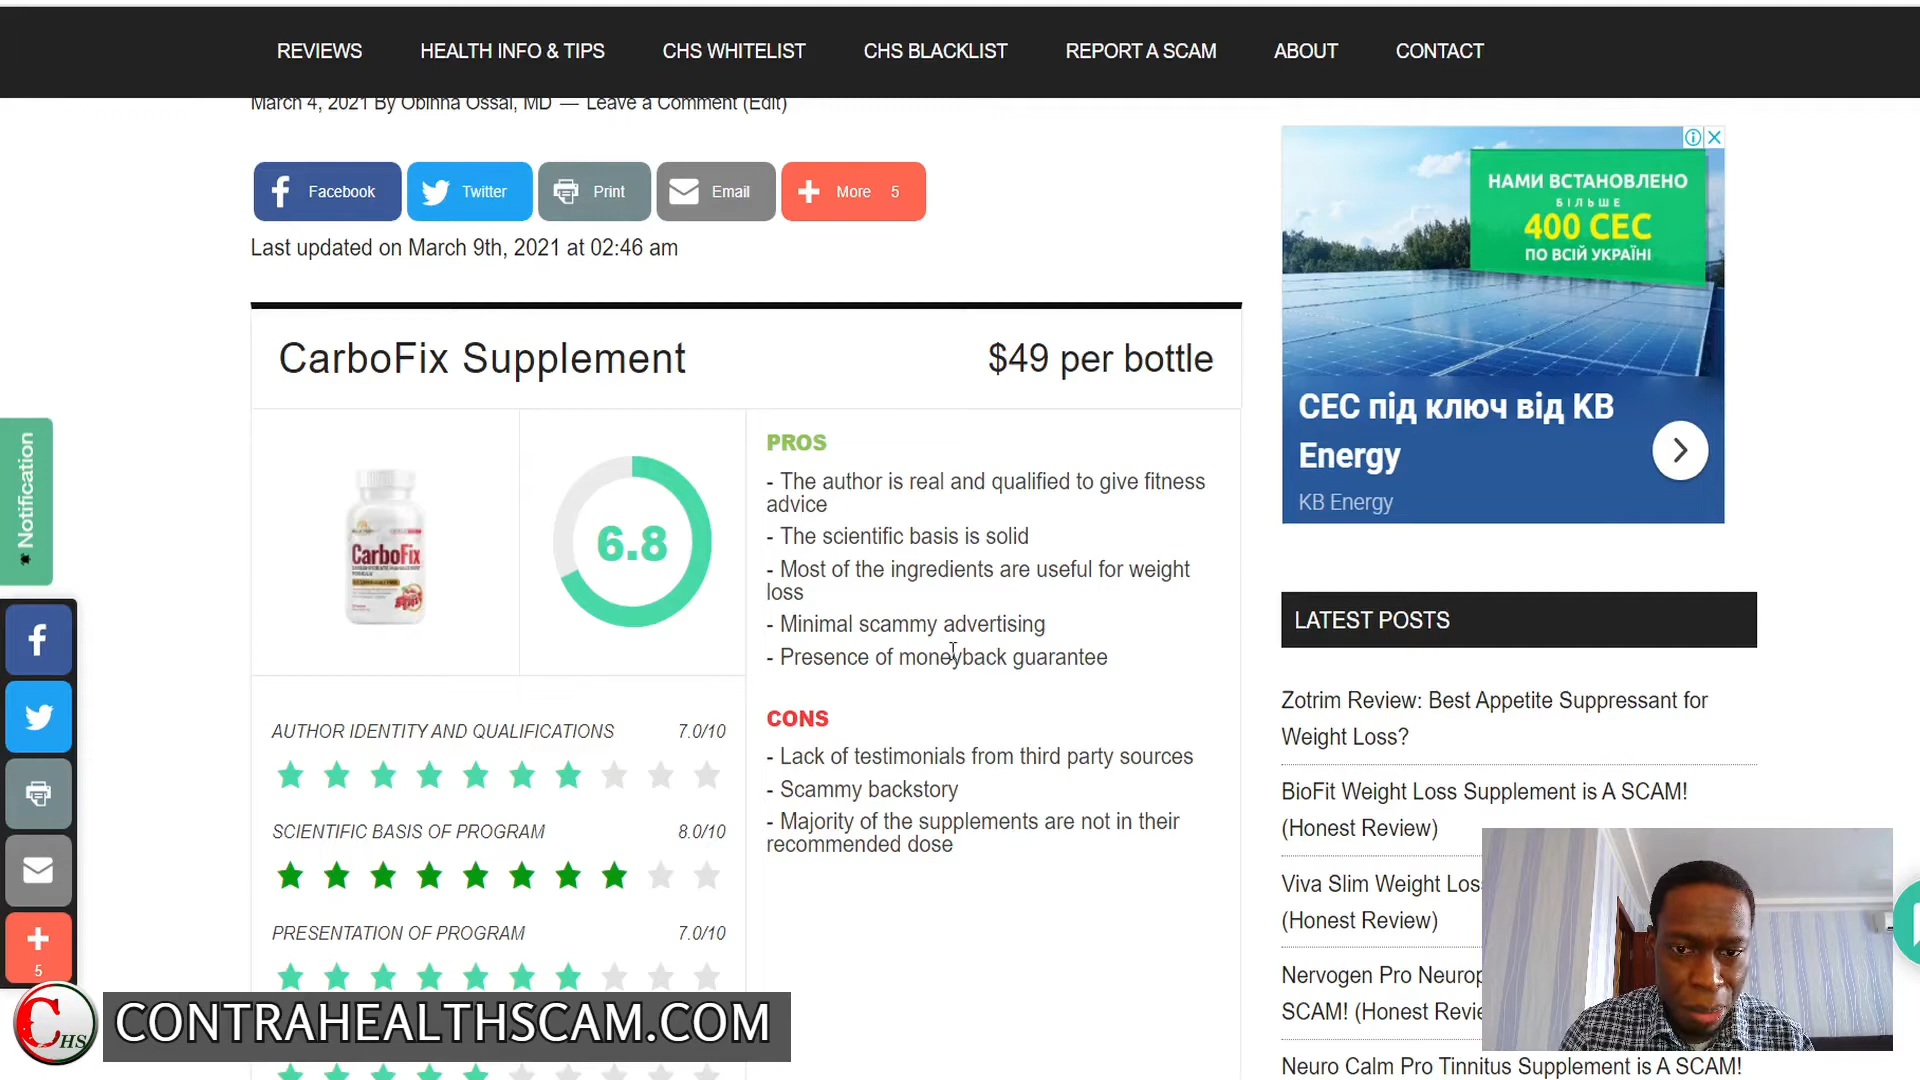 REVIEWS
HEALTH INFO & TIPS
CHS WHITELIST
CHS BLACKLIST
REPORT A SCAM
ABOUT
CONTACT
March 4, 2021 By Obinna Ossai, MD — Leave a Comment (Edit)
Facebook
Twitter
Print
Email
More 5
Last updated on March 9th, 2021 at 02:46 am
CarboFix Supplement
$49 per bottle
CarboFix
6.8
PROS
- The author is real and qualified to give fitness
advice
- The scientific basis is solid
- Most of the ingredients are useful for weight
loss
- Minimal scammy advertising
- Presence of moneyback guarantee
CONS
- Lack of testimonials from third party sources
- Scammy backstory
- Majority of the supplements are not in their
recommended dose
AUTHOR IDENTITY AND QUALIFICATIONS 7.0/10
SCIENTIFIC BASIS OF PROGRAM 8.0/10
PRESENTATION OF PROGRAM 7.0/10
НАМИ ВСТАНОВЛЕНО
БІЛЬШЕ
400 СЕС
ПО ВСІЙ УКРАЇНІ
СЕС під ключ від KB
Energy
KB Energy
LATEST POSTS
Zotrim Review: Best Appetite Suppressant for
Weight Loss?
BioFit Weight Loss Supplement is A SCAM!
(Honest Review)
Viva Slim Weight Los
(Honest Review)
Nervogen Pro Neurop
SCAM! (Honest Revie
Neuro Calm Pro Tinnitus Supplement is A SCAM!
Notification
5
CHS
CONTRAHEALTHSCAM.COM